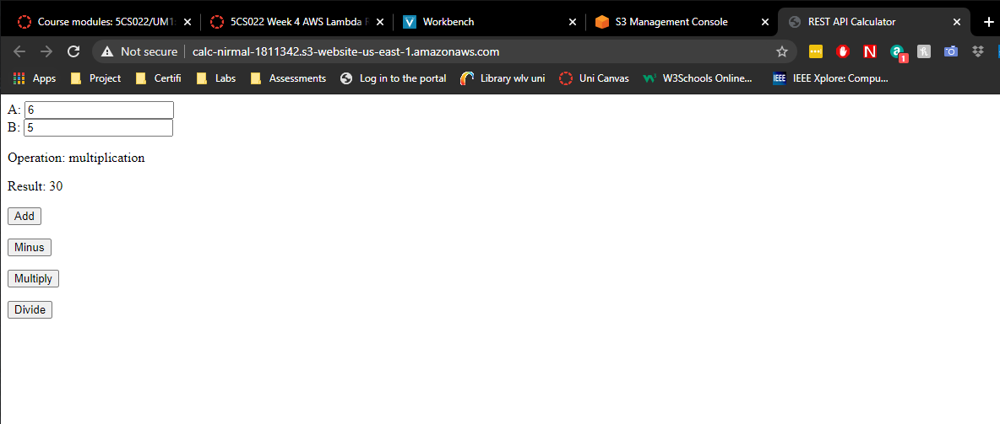 Course modules: 5CS022/UM1
5CS022 Week 4 AWS Lambda
Workbench
S3 Management Console
REST API Calculator
Not secure
calc-nirmal-1811342.s3-website-us-east-1.amazonaws.com
1
Apps
Project
Certifi
Labs
Assessments
Log in to the portal
Library wlv uni
Uni Canvas
W3Schools Online...
IEEE
IEEE Xplore: Compu...
A: 6
B: 5
Operation: multiplication
Result: 30
Add
Minus
Multiply
Divide